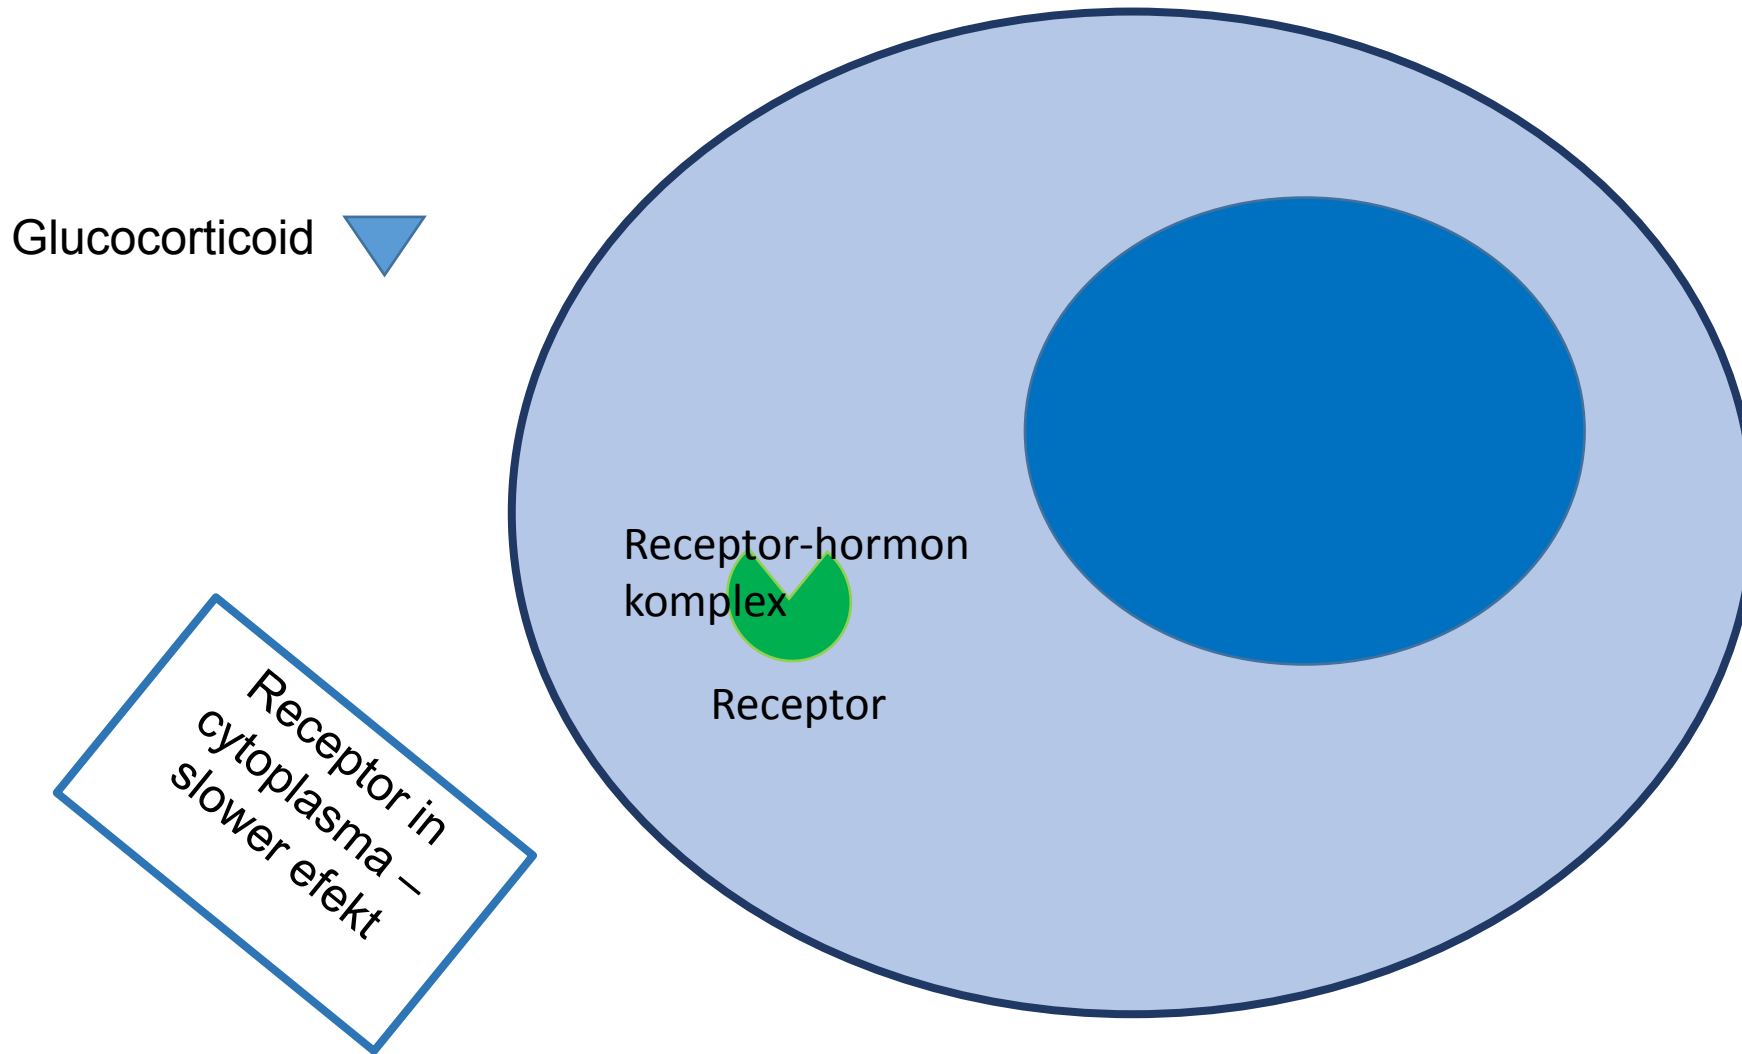 Glucocorticoid
Receptor-hormon
komplex
Receptor
Receptor in
cytoplasma –
slower efekt